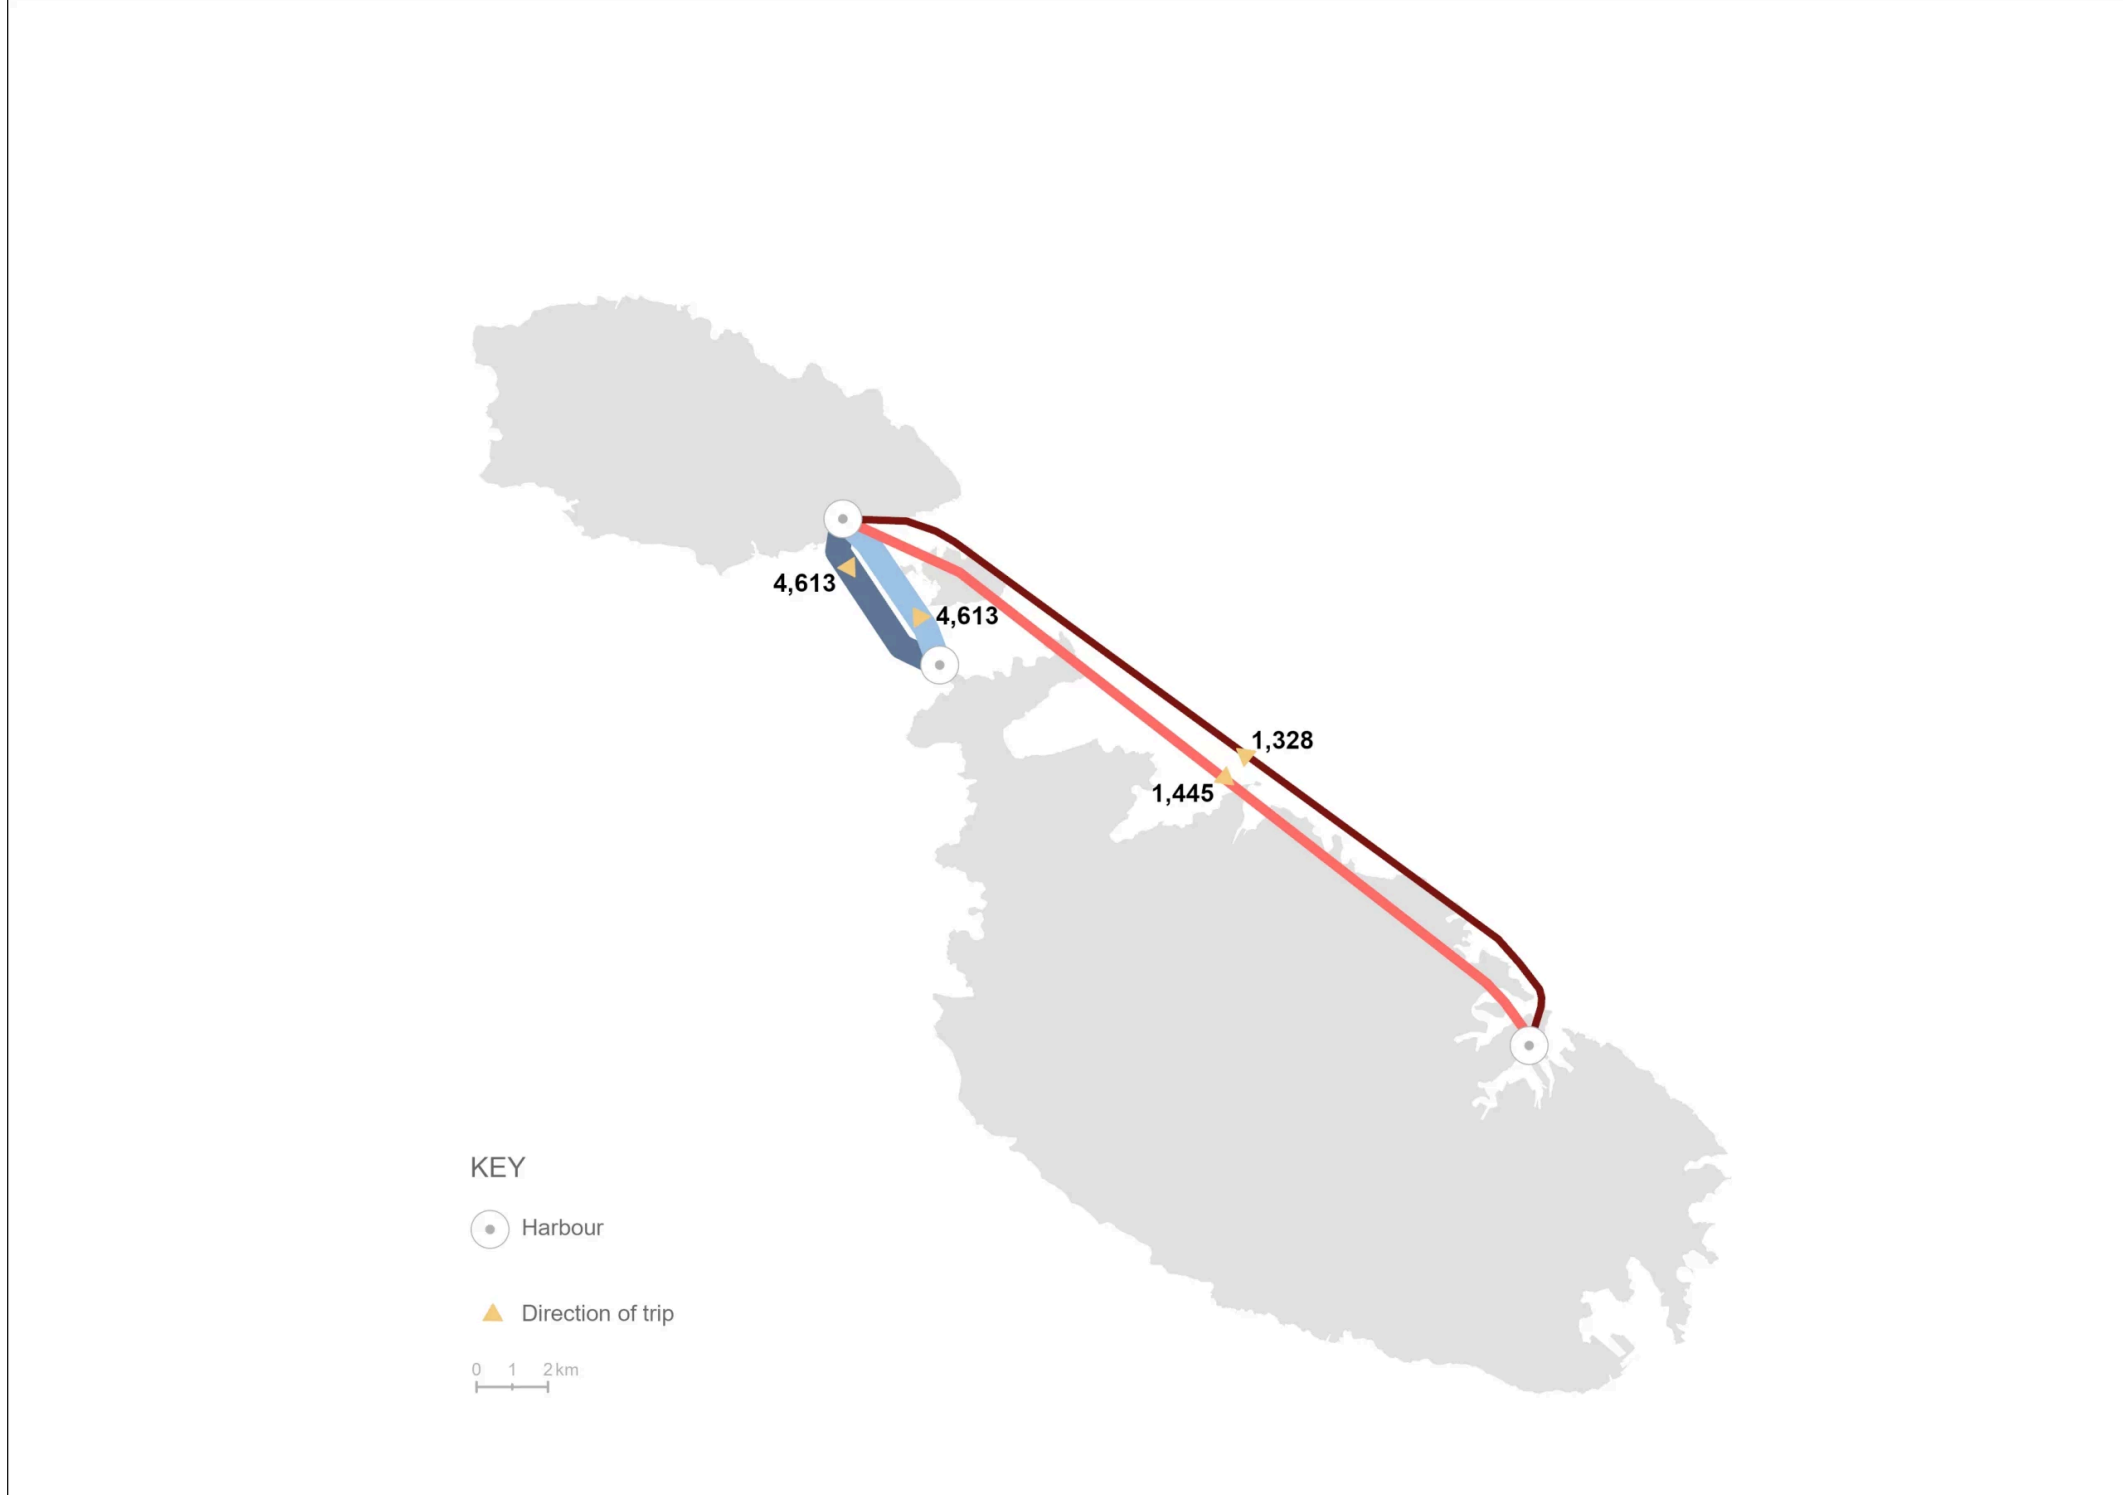 4,613
4,613
1,328
1,445
KEY
Harbour
Direction of trip
0 1 2 km